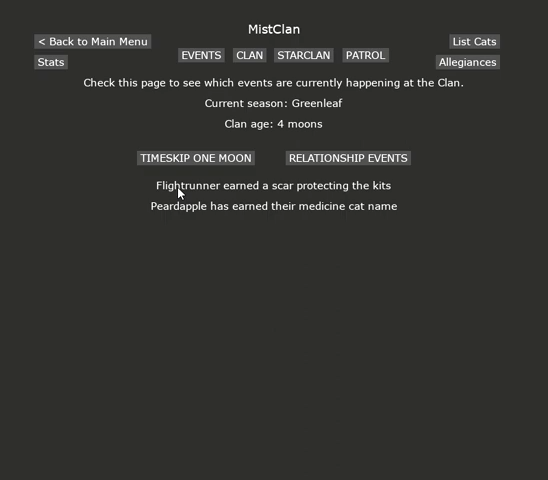 MistClan
< Back to Main Menu
List Cats
EVENTS
CLAN
STARCLAN
PATROL
Stats
Allegiances
Check this page to see which events are currently happening at the Clan.
Current season: Greenleaf
Clan age: 4 moons
TIMESKIP ONE MOON
RELATIONSHIP EVENTS
Flightrunner earned a scar protecting the kits
Peardapple has earned their medicine cat name